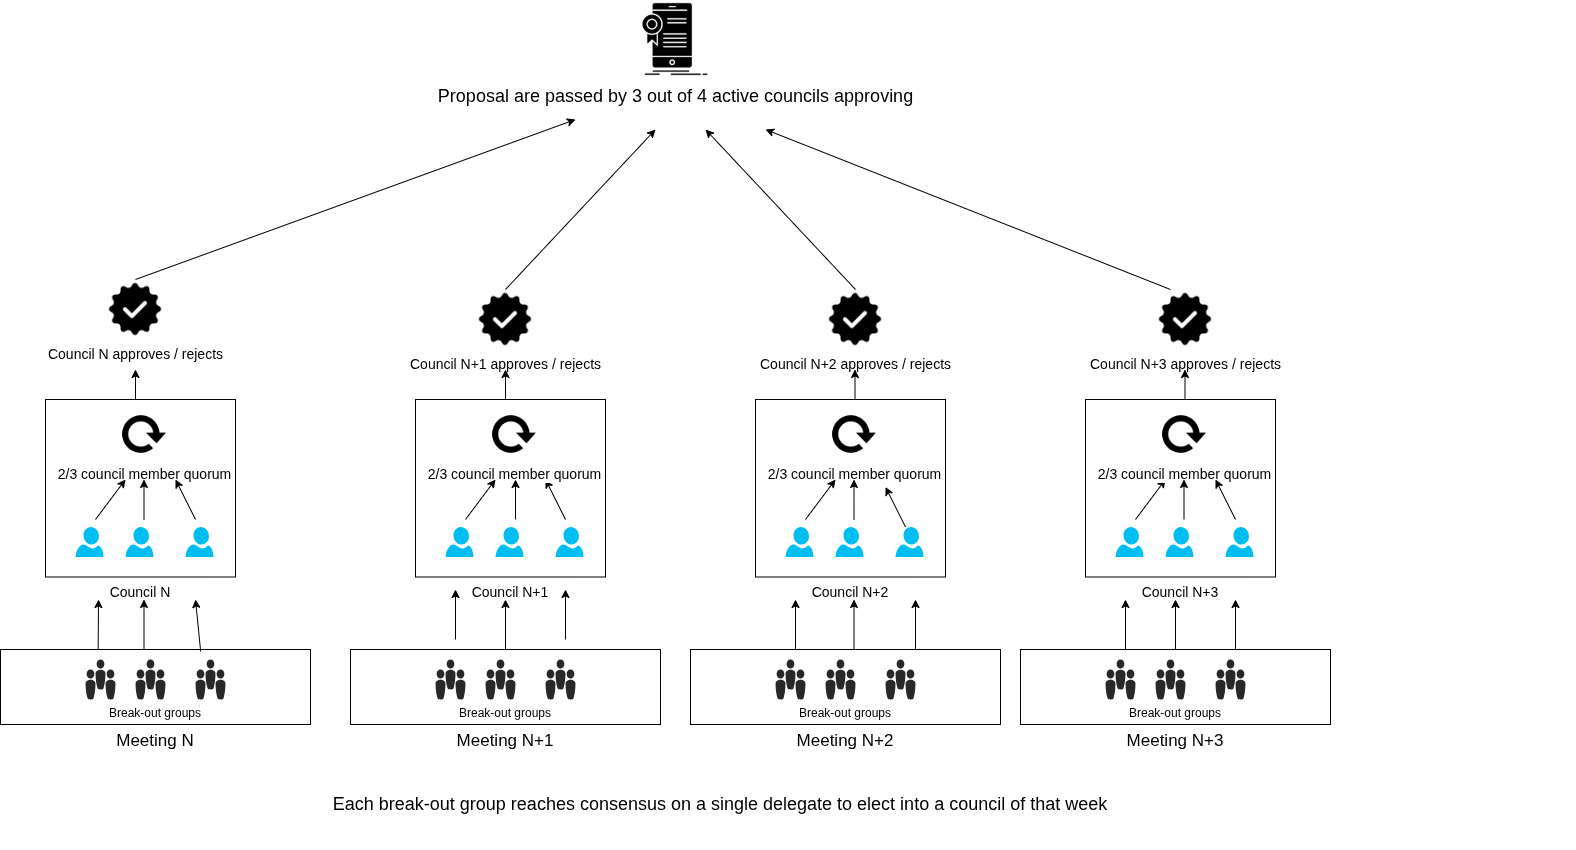 Proposal are passed by 3 out of 4 active councils approving
Council N approves / rejects
Council N+1 approves / rejects
Council N+2 approves / rejects
Council N+3 approves / rejects
2/3 council member quorum
2/3 council member quorum
2/3 council member quorum
2/3 council member quorum
Council N
Council N+1
Council N+2
Council N+3
Break-out groups
Break-out groups
Break-out groups
Break-out groups
Meeting N
Meeting N+1
Meeting N+2
Meeting N+3
Each break-out group reaches consensus on a single delegate to elect into a council of that week